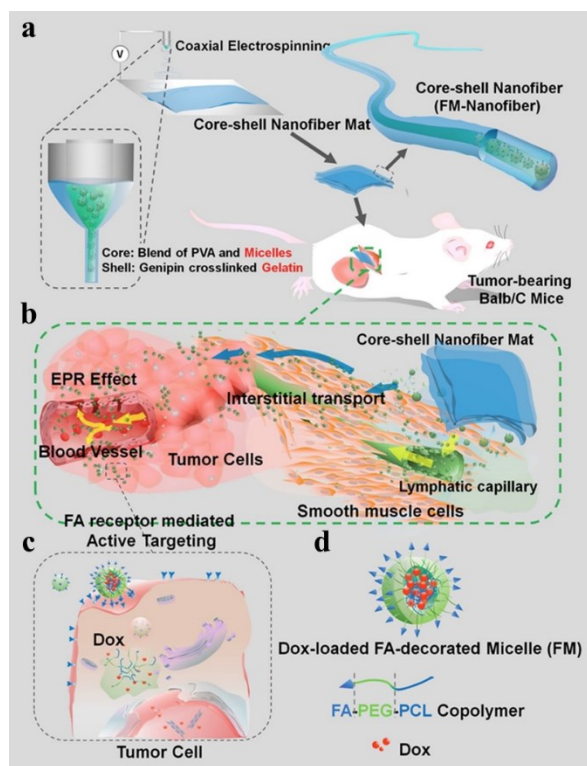 a
V
Coaxial Electrospinning
Core-shell Nanofiber
(FM-Nanofiber)
Core-shell Nanofiber Mat
Core: Blend of PVA and Micelles
Shell: Genipin crosslinked Gelatin
Tumor-bearing
Balb/C Mice
b
Core-shell Nanofiber Mat
EPR Effect
Interstitial transport
Blood Vessel
Tumor Cells
Lymphatic capillary
Smooth muscle cells
FA receptor mediated
Active Targeting
c
Dox
Tumor Cell
d
Dox-loaded FA-decorated Micelle (FM)
FA-PEG-PCL Copolymer
Dox